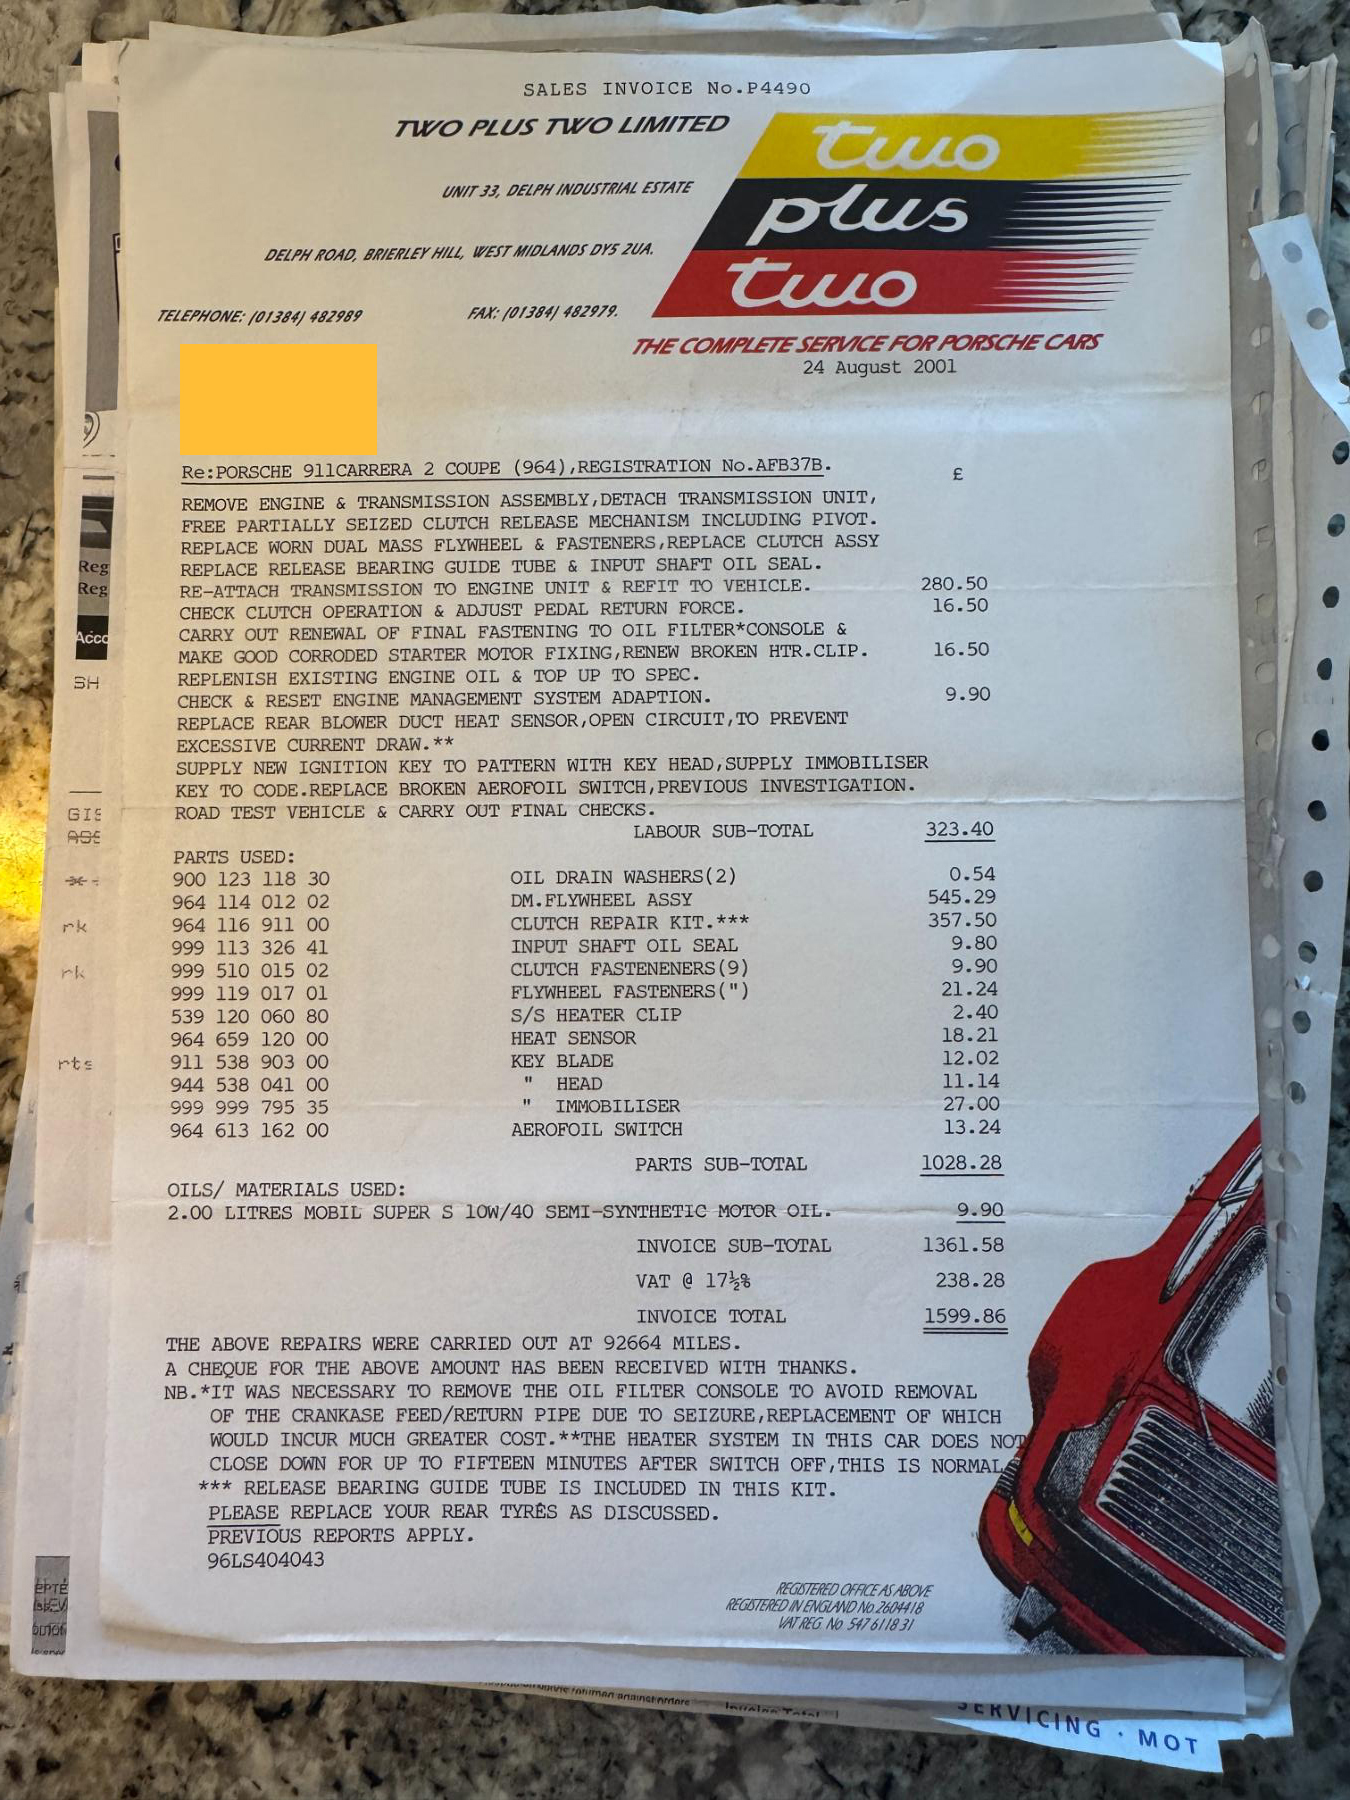 SALES INVOICE No.P4490
TWO PLUS TWO LIMITED
two
plus
two
UNIT 33, DELPH INDUSTRIAL ESTATE
DELPH ROAD, BRIERLEY HILL, WEST MIDLANDS DY5 2UA.
TELEPHONE: (01384) 482989 FAX: (01384) 482979.
THE COMPLETE SERVICE FOR PORSCHE CARS
24 August 2001
Re:PORSCHE 911CARRERA 2 COUPE (964),REGISTRATION No.AFB37B. £
REMOVE ENGINE & TRANSMISSION ASSEMBLY,DETACH TRANSMISSION UNIT,
FREE PARTIALLY SEIZED CLUTCH RELEASE MECHANISM INCLUDING PIVOT.
REPLACE WORN DUAL MASS FLYWHEEL & FASTENERS,REPLACE CLUTCH ASSY
REPLACE RELEASE BEARING GUIDE TUBE & INPUT SHAFT OIL SEAL.
RE-ATTACH TRANSMISSION TO ENGINE UNIT & REFIT TO VEHICLE. 280.50
CHECK CLUTCH OPERATION & ADJUST PEDAL RETURN FORCE. 16.50
CARRY OUT RENEWAL OF FINAL FASTENING TO OIL FILTER*CONSOLE &
MAKE GOOD CORRODED STARTER MOTOR FIXING,RENEW BROKEN HTR.CLIP. 16.50
REPLENISH EXISTING ENGINE OIL & TOP UP TO SPEC.
CHECK & RESET ENGINE MANAGEMENT SYSTEM ADAPTION. 9.90
REPLACE REAR BLOWER DUCT HEAT SENSOR,OPEN CIRCUIT,TO PREVENT
EXCESSIVE CURRENT DRAW.**
SUPPLY NEW IGNITION KEY TO PATTERN WITH KEY HEAD,SUPPLY IMMOBILISER
KEY TO CODE.REPLACE BROKEN AEROFOIL SWITCH,PREVIOUS INVESTIGATION.
ROAD TEST VEHICLE & CARRY OUT FINAL CHECKS.
LABOUR SUB-TOTAL 323.40
PARTS USED:
900 123 118 30 OIL DRAIN WASHERS(2) 0.54
964 114 012 02 DM.FLYWHEEL ASSY 545.29
964 116 911 00 CLUTCH REPAIR KIT.*** 357.50
999 113 326 41 INPUT SHAFT OIL SEAL 9.80
999 510 015 02 CLUTCH FASTENENERS(9) 9.90
999 119 017 01 FLYWHEEL FASTENERS(") 21.24
539 120 060 80 S/S HEATER CLIP 2.40
964 659 120 00 HEAT SENSOR 18.21
911 538 903 00 KEY BLADE 12.02
944 538 041 00 " HEAD 11.14
999 999 795 35 " IMMOBILISER 27.00
964 613 162 00 AEROFOIL SWITCH 13.24
PARTS SUB-TOTAL 1028.28
OILS/ MATERIALS USED:
2.00 LITRES MOBIL SUPER S 10W/40 SEMI-SYNTHETIC MOTOR OIL. 9.90
INVOICE SUB-TOTAL 1361.58
VAT @ 17½% 238.28
INVOICE TOTAL 1599.86
THE ABOVE REPAIRS WERE CARRIED OUT AT 92664 MILES.
A CHEQUE FOR THE ABOVE AMOUNT HAS BEEN RECEIVED WITH THANKS.
NB.*IT WAS NECESSARY TO REMOVE THE OIL FILTER CONSOLE TO AVOID REMOVAL
OF THE CRANKASE FEED/RETURN PIPE DUE TO SEIZURE,REPLACEMENT OF WHICH
WOULD INCUR MUCH GREATER COST.**THE HEATER SYSTEM IN THIS CAR DOES NOT
CLOSE DOWN FOR UP TO FIFTEEN MINUTES AFTER SWITCH OFF,THIS IS NORMAL
*** RELEASE BEARING GUIDE TUBE IS INCLUDED IN THIS KIT.
PLEASE REPLACE YOUR REAR TYRES AS DISCUSSED.
PREVIOUS REPORTS APPLY.
96LS404043
REGISTERED OFFICE AS ABOVE
REGISTERED IN ENGLAND No. 2604418
VAT REG. No. 547 6118 31
Reg
Reg
Acco
SH
rk
rk
rts
Invoice Total
SERVICING · MOT